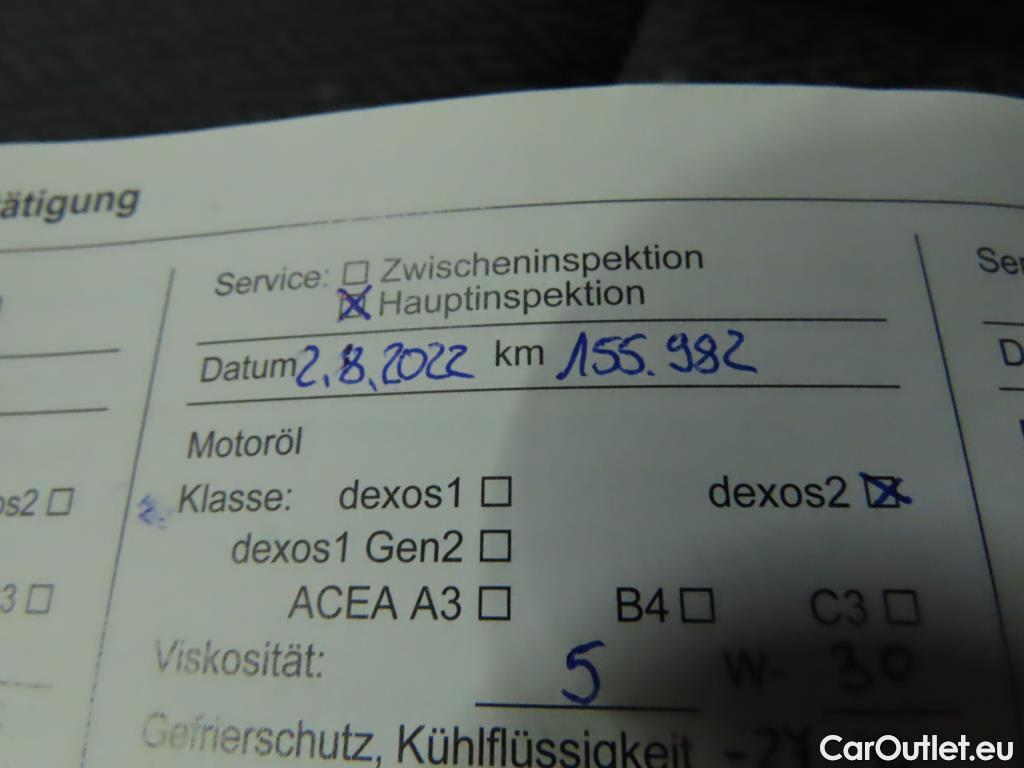 ätigung
Service: Zwischeninspektion
Hauptinspektion
Datum 2.8.2022 km 155.982
Motoröl
os2 Klasse: dexos1 dexos2
dexos1 Gen2
3 ACEA A3 B4 C3
Viskosität: 5 W- 30
Gefrierschutz, Kühlflüssigkeit
CarOutlet.eu